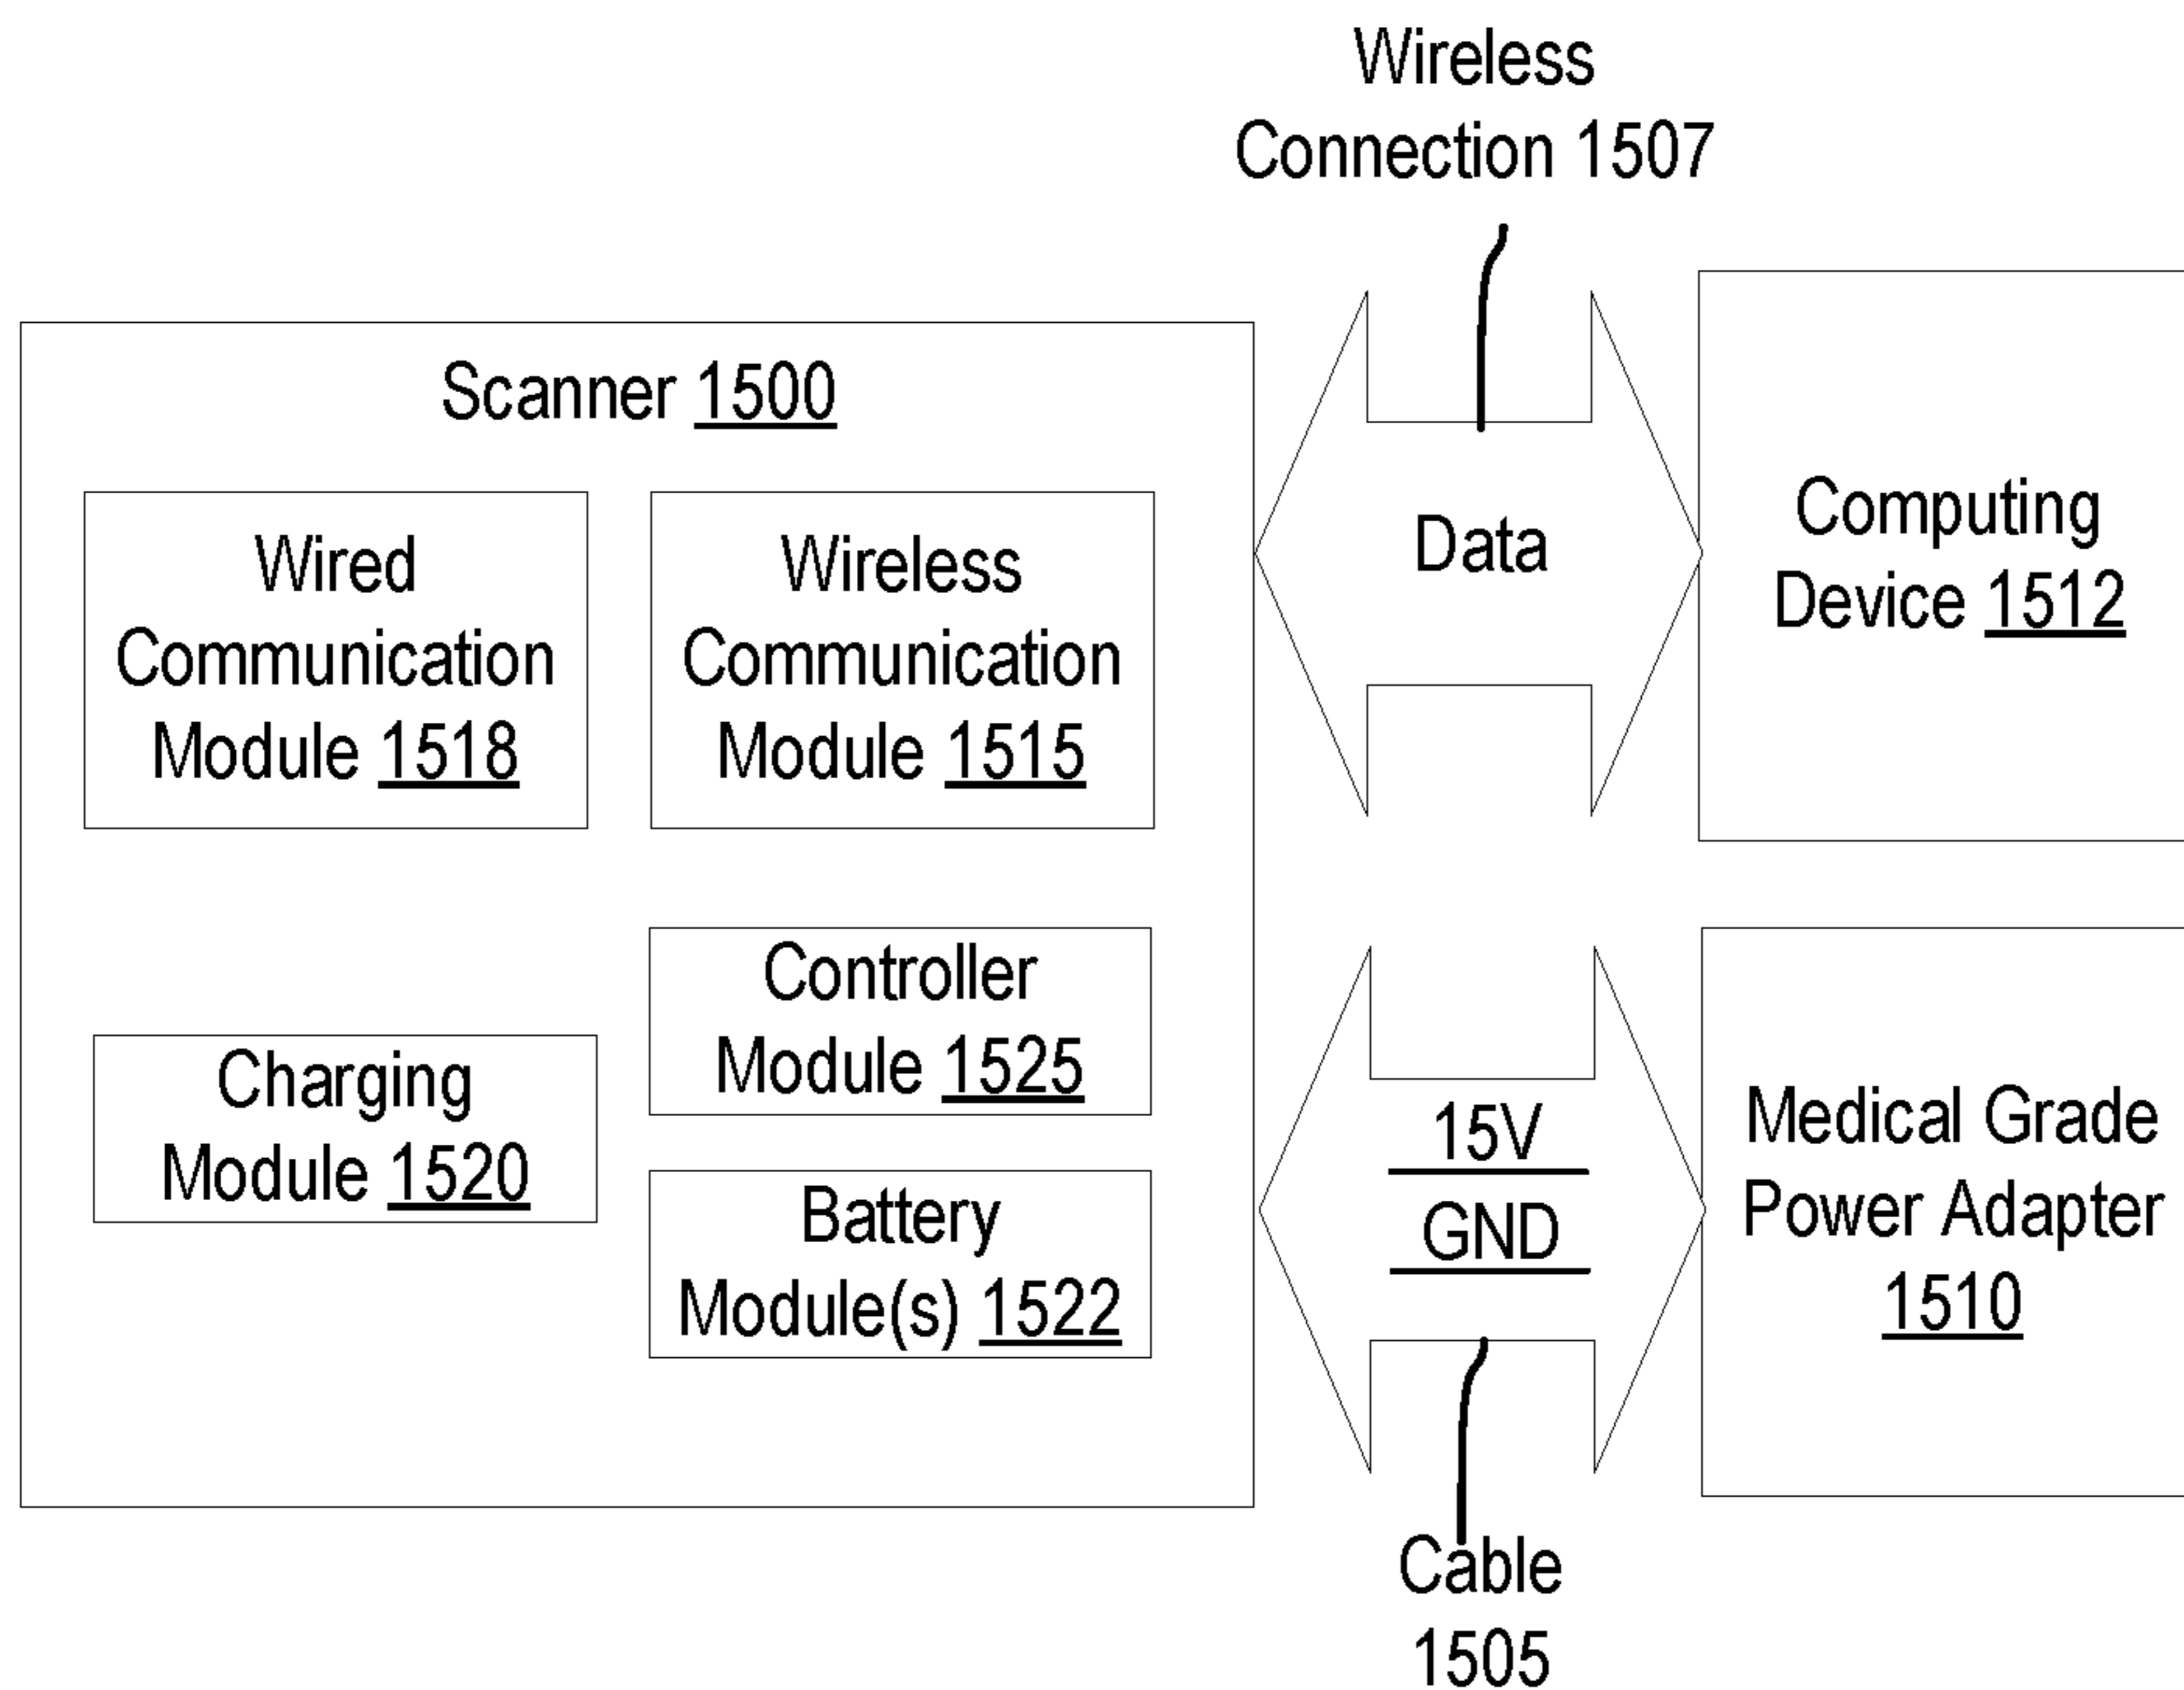 Wireless
Connection 1507
Scanner 1500
Wired
Communication
Module 1518
Wireless
Communication
Module 1515
Data
Computing
Device 1512
Charging
Module 1520
Controller
Module 1525
Battery
Module(s) 1522
15V
GND
Medical Grade
Power Adapter
1510
Cable
1505